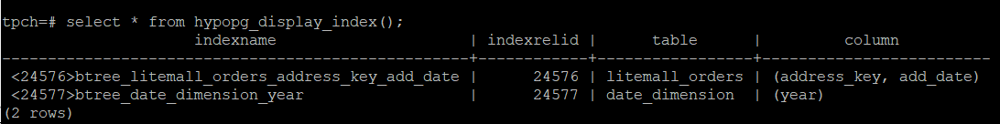 tpch=# select * from hypopg_display_index();
                     indexname                     | indexrelid |      table      |         column
---------------------------------------------------+------------+-----------------+-------------------------
 <24576>btree_litemall_orders_address_key_add_date |      24576 | litemall_orders | (address_key, add_date)
 <24577>btree_date_dimension_year                  |      24577 | date_dimension  | (year)
(2 rows)